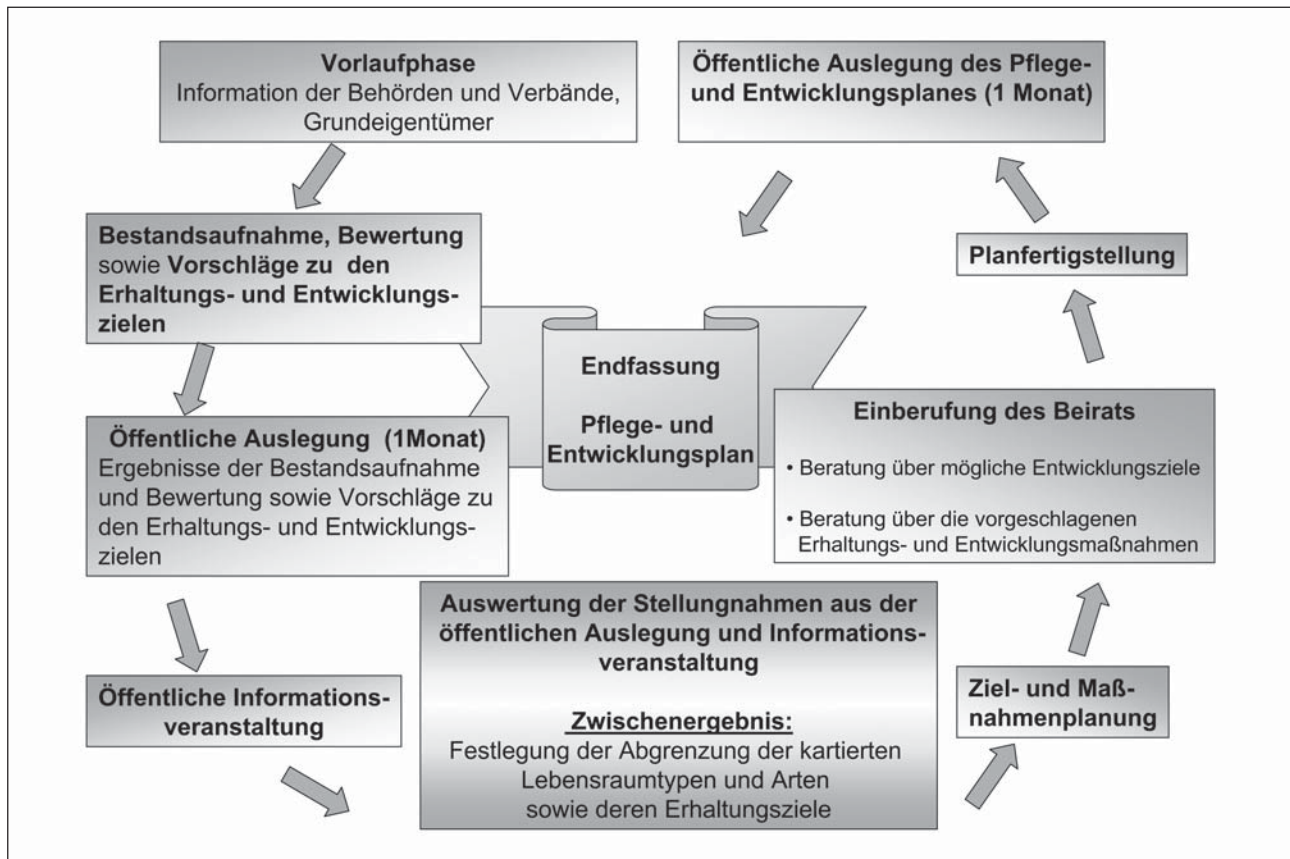 Vorlaufphase
Information der Behörden und Verbände,
Grundeigentümer
Bestandsaufnahme, Bewertung
sowie Vorschläge zu den
Erhaltungs- und Entwicklungs-
zielen
Öffentliche Auslegung (1Monat)
Ergebnisse der Bestandsaufnahme
und Bewertung sowie Vorschläge zu
den Erhaltungs- und Entwicklungs-
zielen
Öffentliche Informations-
veranstaltung
Auswertung der Stellungnahmen aus der
öffentlichen Auslegung und Informations-
veranstaltung
Zwischenergebnis:
Festlegung der Abgrenzung der kartierten
Lebensraumtypen und Arten
sowie deren Erhaltungsziele
Ziel- und Maß-
nahmenplanung
Einberufung des Beirats
• Beratung über mögliche Entwicklungsziele
• Beratung über die vorgeschlagenen
Erhaltungs- und Entwicklungsmaßnahmen
Planfertigstellung
Öffentliche Auslegung des Pflege-
und Entwicklungsplanes (1 Monat)
Endfassung
Pflege- und
Entwicklungsplan